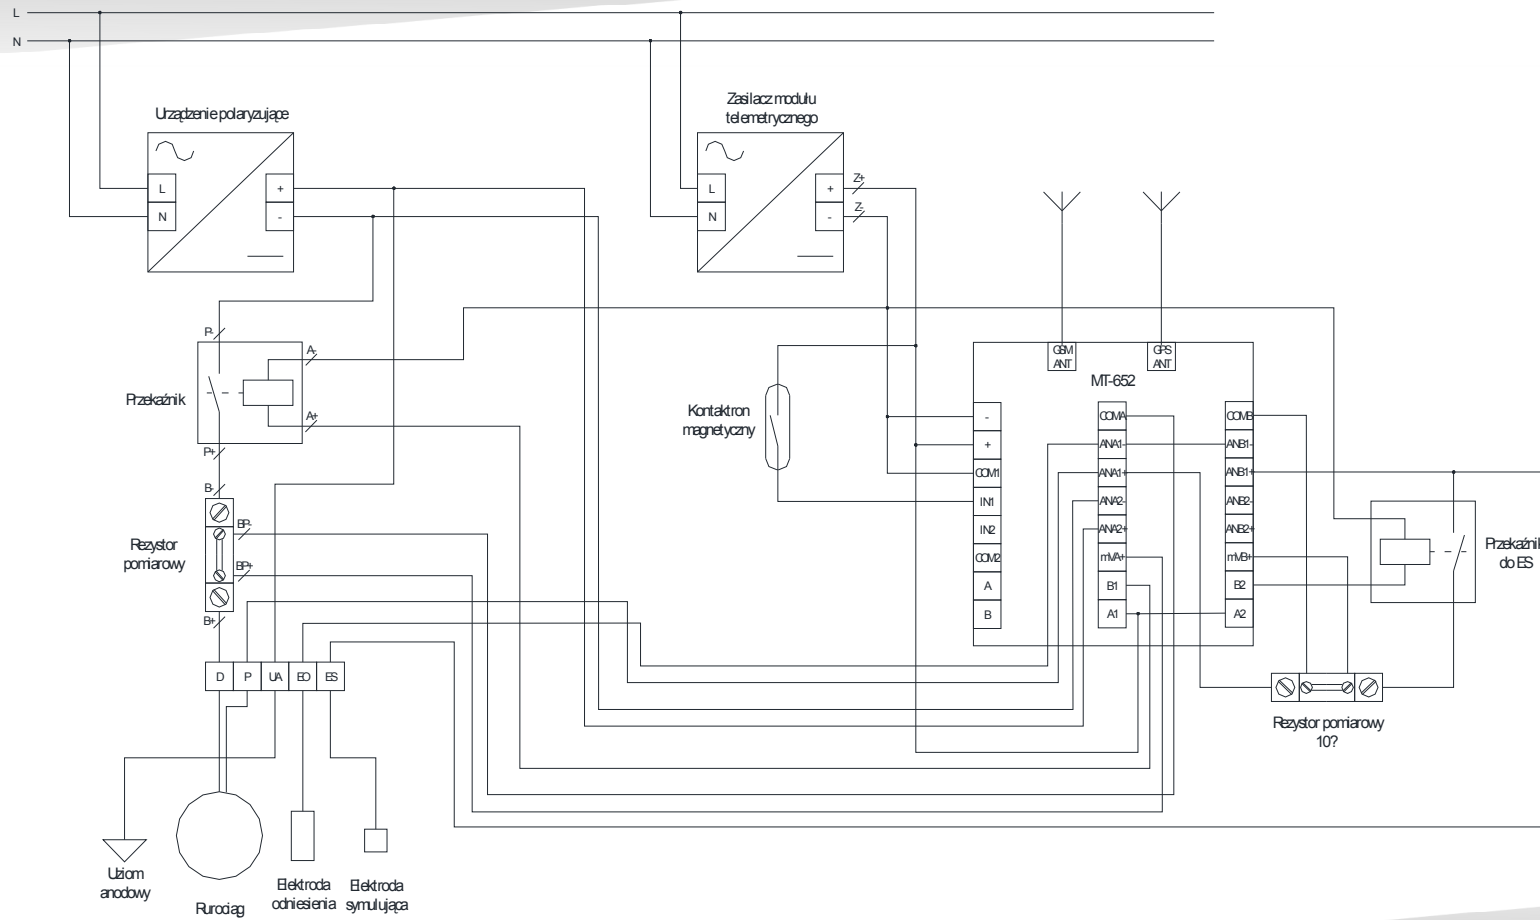 L
N
Urządzenie polaryzujące
L
N
+
-
Zasilacz modułu
telemetrycznego
L
N
+
-
Z+
Z-
P-
A-
Przekaźnik
A+
P+
B-
BP-
Rezystor
pomiarowy
BP+
B+
D
P
UA
EO
ES
Uziom
anodowy
Rurociąg
Elektroda
odniesienia
Elektroda
symulująca
Kontaktron
magnetyczny
GSM
ANT
GPS
ANT
MT-652
-
+
COM1
IN1
IN2
COM2
A
B
COMA
ANA1-
ANA1+
ANA2-
ANA2+
mVA+
B1
A1
COMB
ANB1-
ANB1+
ANB2-
ANB2+
mVB+
B2
A2
Przekaźnik
do ES
Rezystor pomiarowy
10?